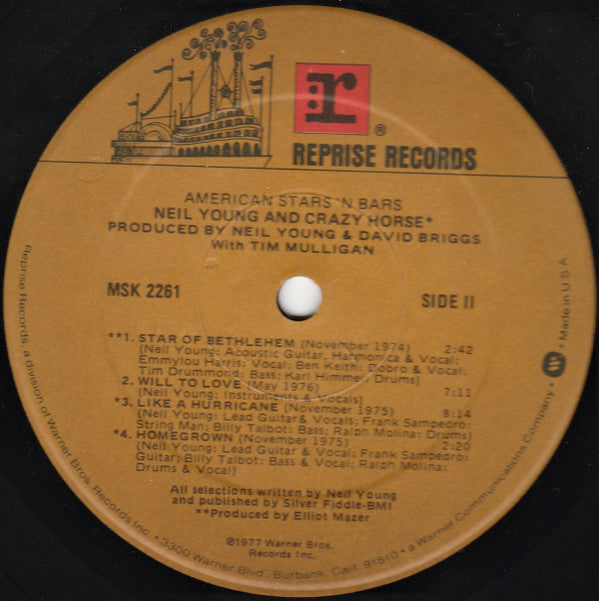 r
®
REPRISE RECORDS
AMERICAN STARS 'N BARS
NEIL YOUNG AND CRAZY HORSE*
PRODUCED BY NEIL YOUNG & DAVID BRIGGS
With TIM MULLIGAN
MSK 2261
SIDE II
**1. STAR OF BETHLEHEM (November 1974) 2:42
(Neil Young: Acoustic Guitar, Harmonica & Vocal;
Emmylou Harris: Vocal; Ben Keith: Dobro & Vocal;
Tim Drummond: Bass; Karl Himmel: Drums)
2. WILL TO LOVE (May 1976) 7:11
(Neil Young: Instruments & Vocals)
*3. LIKE A HURRICANE (November 1975) 8:14
(Neil Young: Lead Guitar & Vocals; Frank Sampedro:
String Man; Billy Talbot: Bass; Ralph Molina: Drums)
*4. HOMEGROWN (November 1975) 2:20
(Neil Young: Lead Guitar & Vocal; Frank Sampedro:
Guitar; Billy Talbot: Bass & Vocal; Ralph Molina:
Drums & Vocal)
All selections written by Neil Young
and published by Silver Fiddle-BMI
**Produced by Elliot Mazer
℗1977 Warner Bros.
Records Inc.
Reprise Records, a division of Warner Bros. Records Inc. • 3300 Warner Blvd., Burbank, Calif. 91510 • a Warner Communications Company • W • Made in U.S.A.